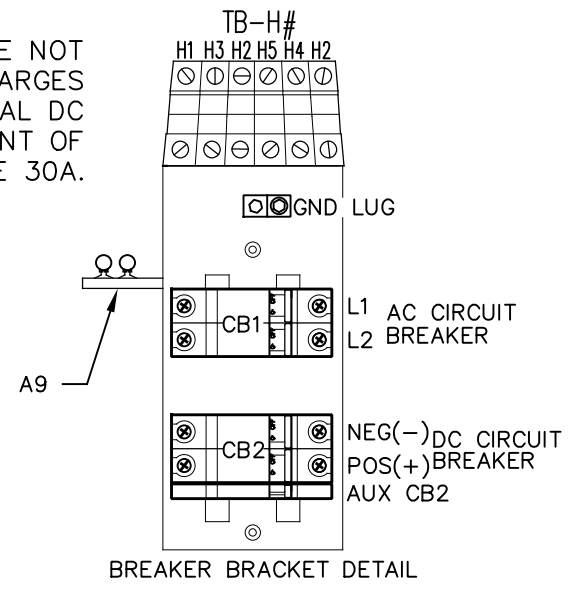 TB-H#
H1 H3 H2 H5 H4 H2
E NOT
ARGES
AL DC
NT OF
E 30A.
GND LUG
CB1
L1
L2
AC CIRCUIT
BREAKER
A9
CB2
NEG(-)
POS(+)
DC CIRCUIT
BREAKER
AUX CB2
BREAKER BRACKET DETAIL